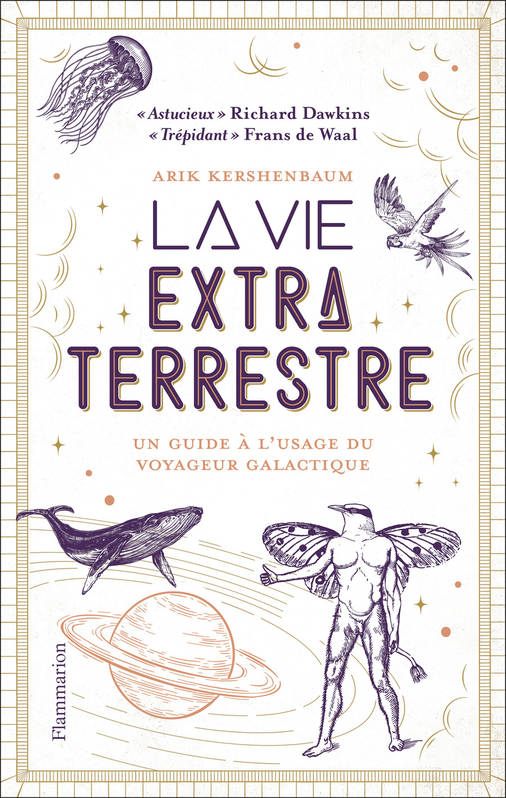 « Astucieux » Richard Dawkins
« Trépidant » Frans de Waal
ARIK KERSHENBAUM
LA VIE
EXTRA
TERRESTRE
UN GUIDE À L'USAGE DU
VOYAGEUR GALACTIQUE
Flammarion